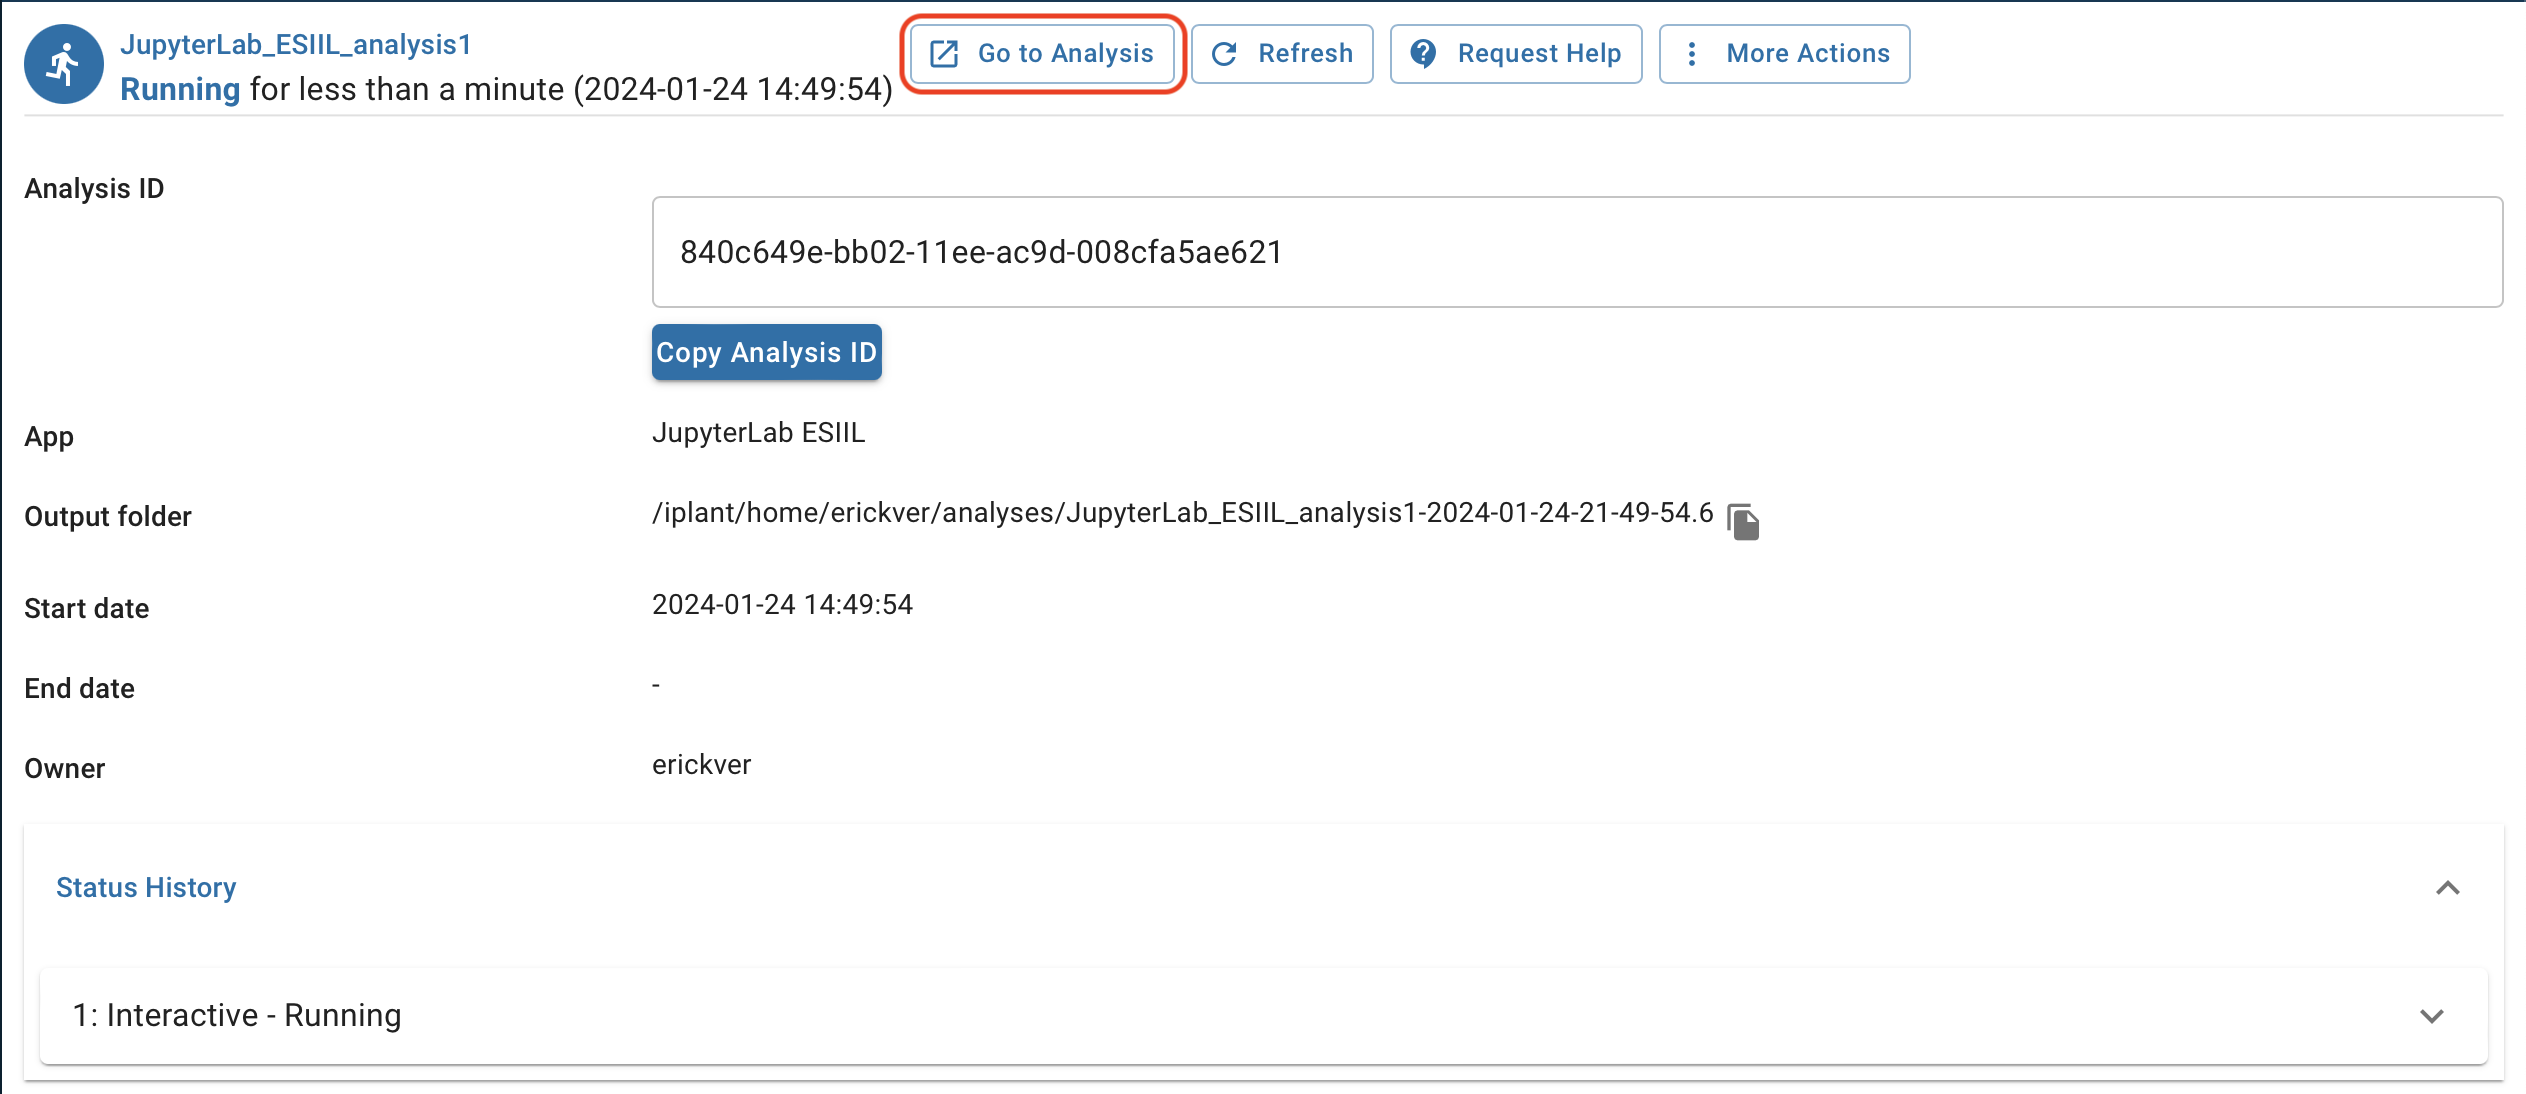 JupyterLab_ESIIL_analysis1
Running for less than a minute (2024-01-24 14:49:54)
Go to Analysis
Refresh
Request Help
More Actions
Analysis ID
840c649e-bb02-11ee-ac9d-008cfa5ae621
Copy Analysis ID
App
JupyterLab ESIIL
Output folder
/iplant/home/erickver/analyses/JupyterLab_ESIIL_analysis1-2024-01-24-21-49-54.6
Start date
2024-01-24 14:49:54
End date
-
Owner
erickver
Status History
1: Interactive - Running